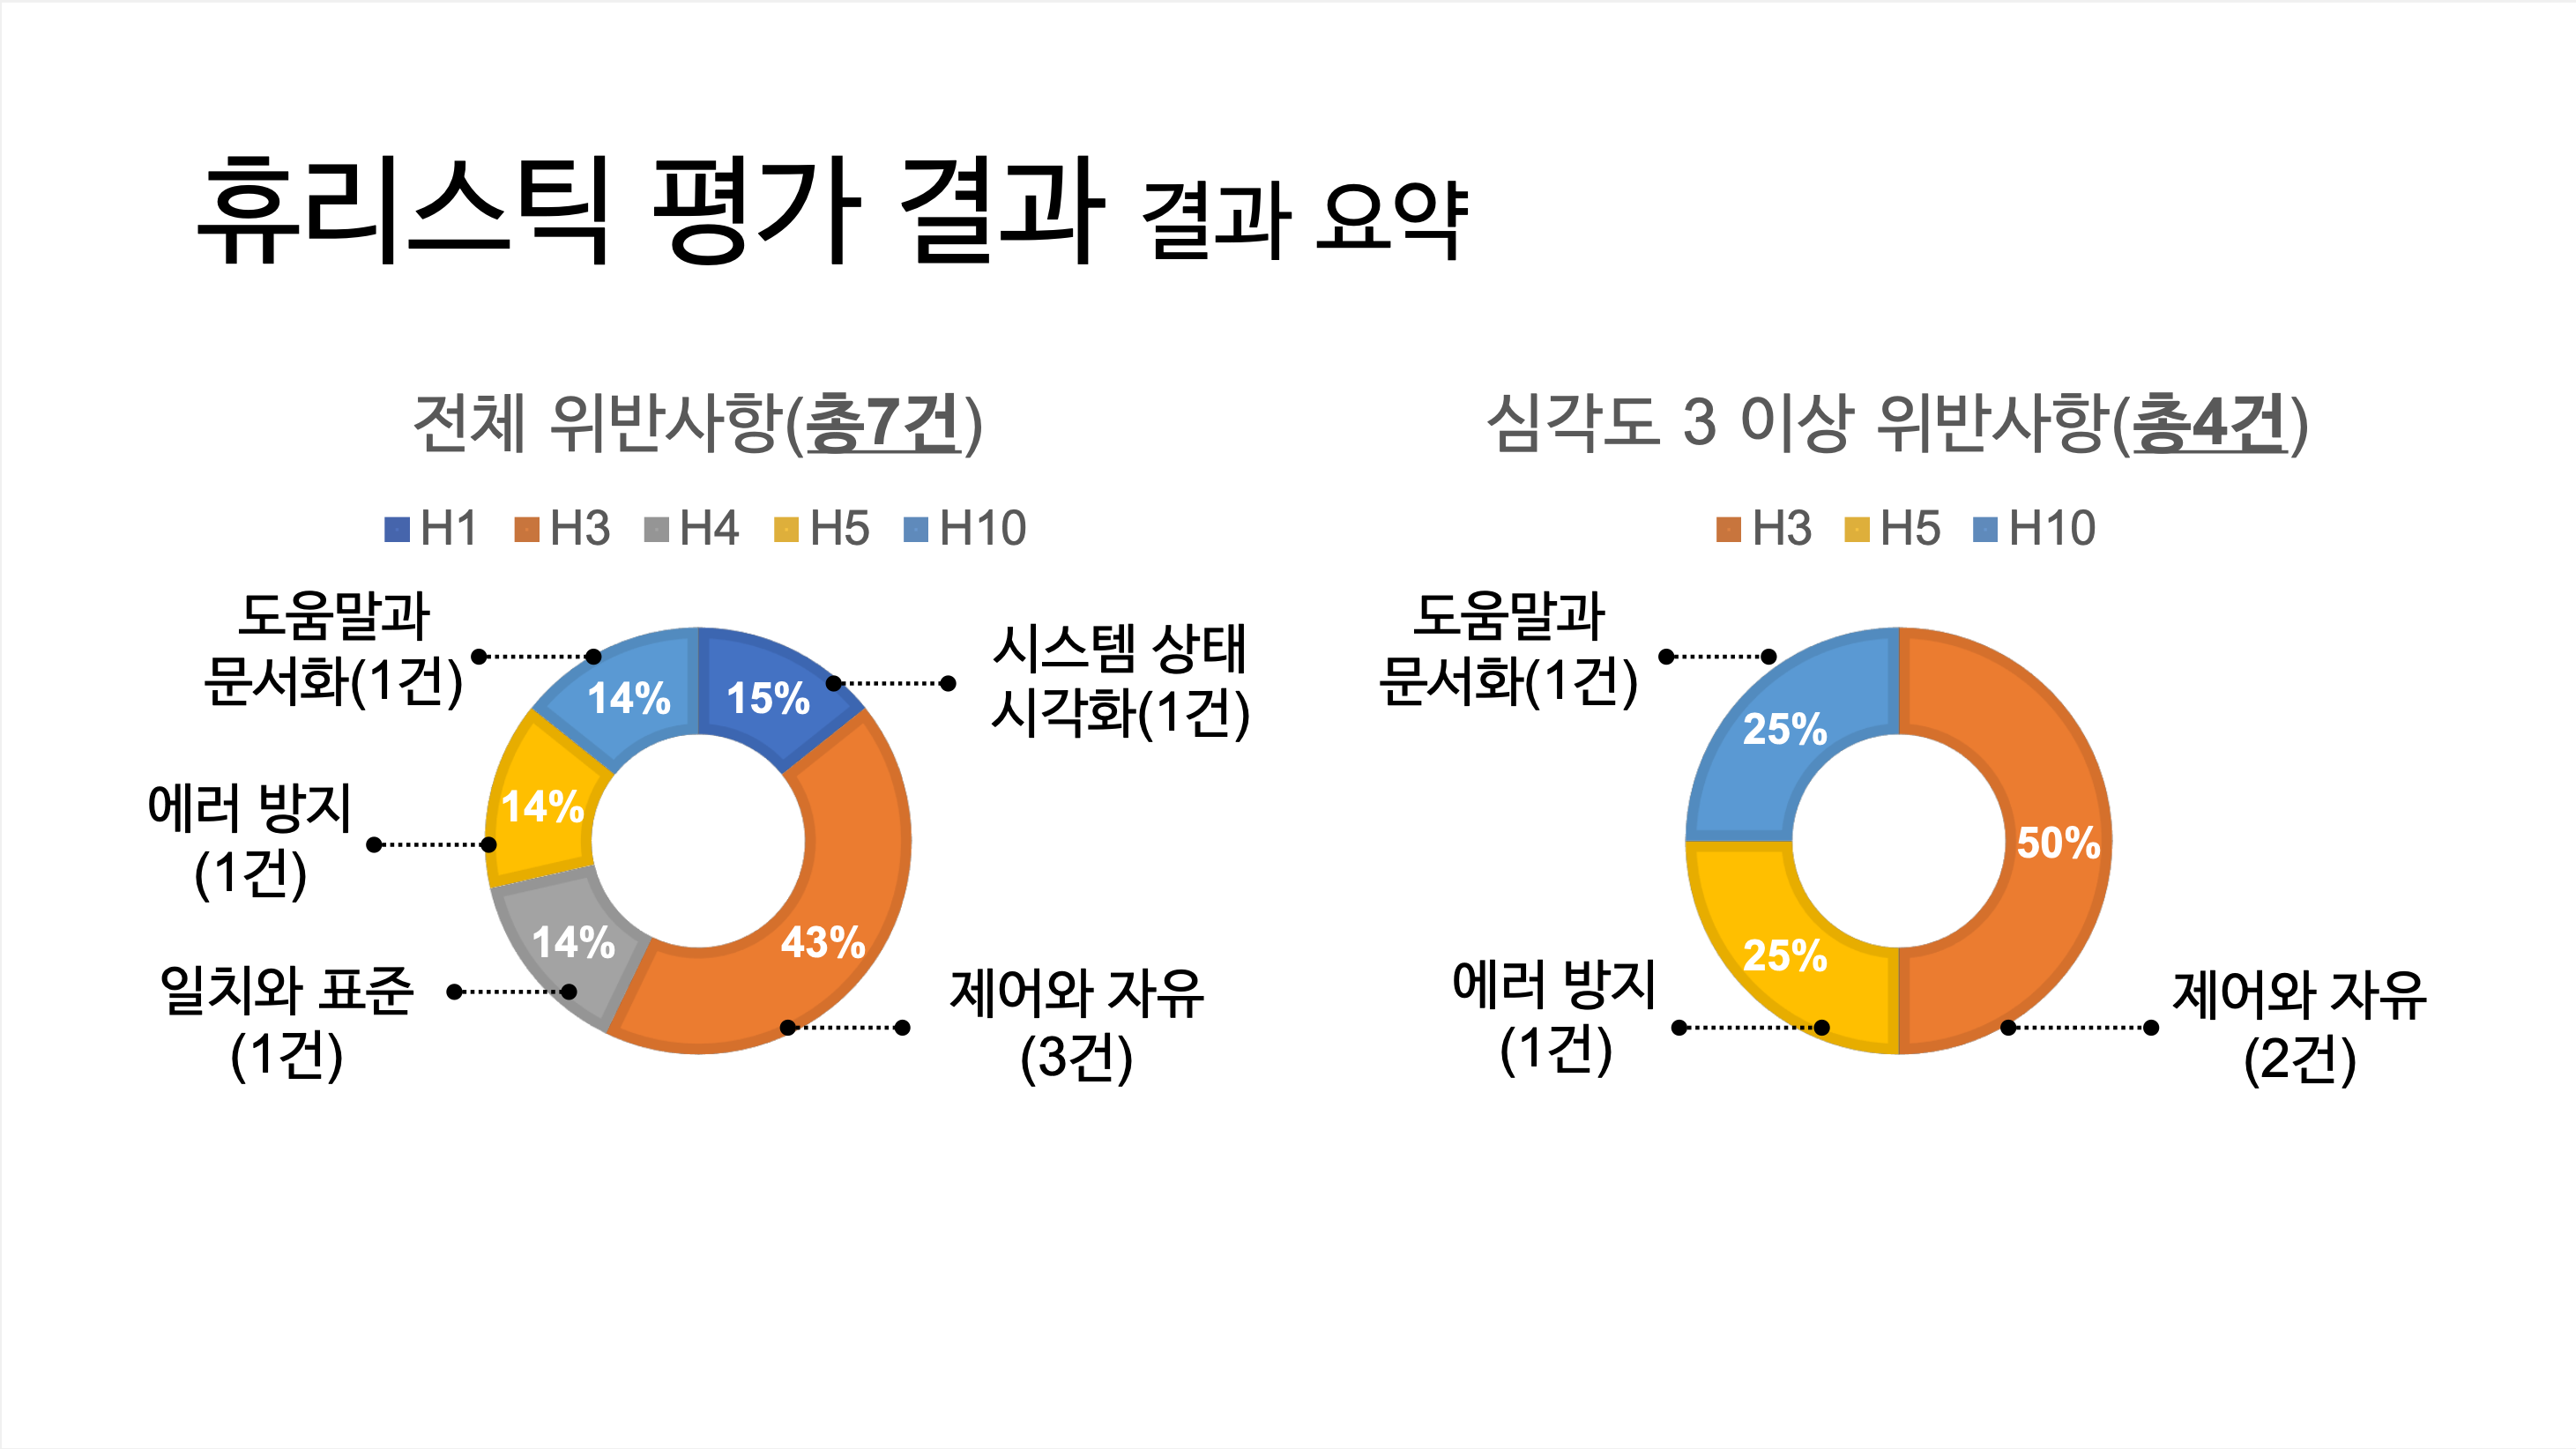 휴리스틱 평가 결과 결과 요약
전체 위반사항(총7건)
H1 H3 H4 H5 H10
도움말과
문서화(1건)
시스템 상태
시각화(1건)
14%
15%
에러 방지
(1건)
14%
일치와 표준
(1건)
14%
43%
제어와 자유
(3건)
심각도 3 이상 위반사항(총4건)
H3 H5 H10
도움말과
문서화(1건)
25%
50%
25%
에러 방지
(1건)
제어와 자유
(2건)